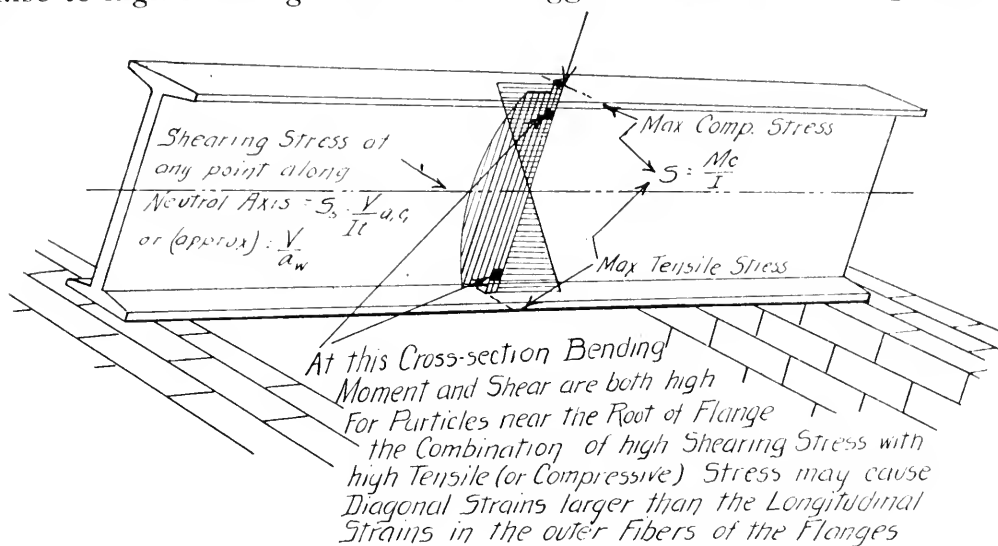 Max Comp. Stress
S = Mc/I
Shearing Stress at
any point along
Neutral Axis = Ss = V/It a, c,
or (approx) = V/aw
Max Tensile Stress
At this Cross-section Bending
Moment and Shear are both high
For Particles near the Root of Flange
the Combination of high Shearing Stress with
high Tensile (or Compressive) Stress may cause
Diagonal Strains larger than the Longitudinal
Strains in the outer Fibers of the Flanges